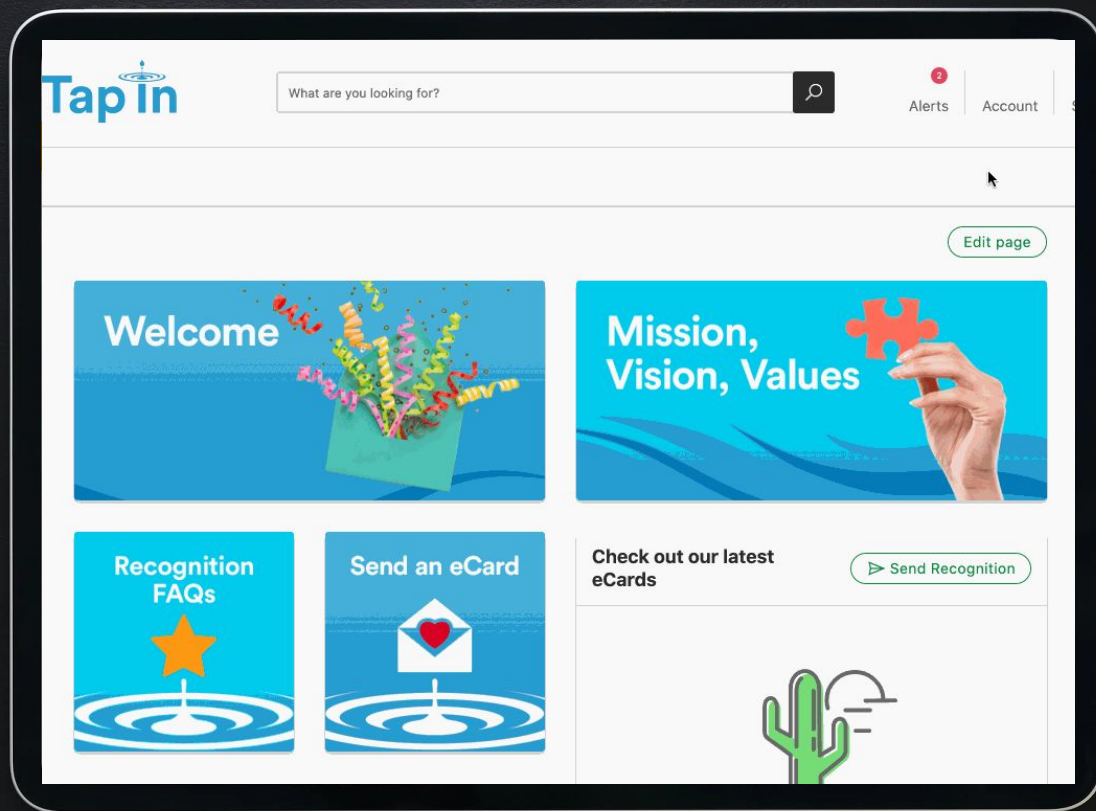 Tap in
What are you looking for?
2
Alerts
Account
Edit page
Welcome
Mission,
Vision, Values
Recognition
FAQs
Send an eCard
Check out our latest
eCards
Send Recognition